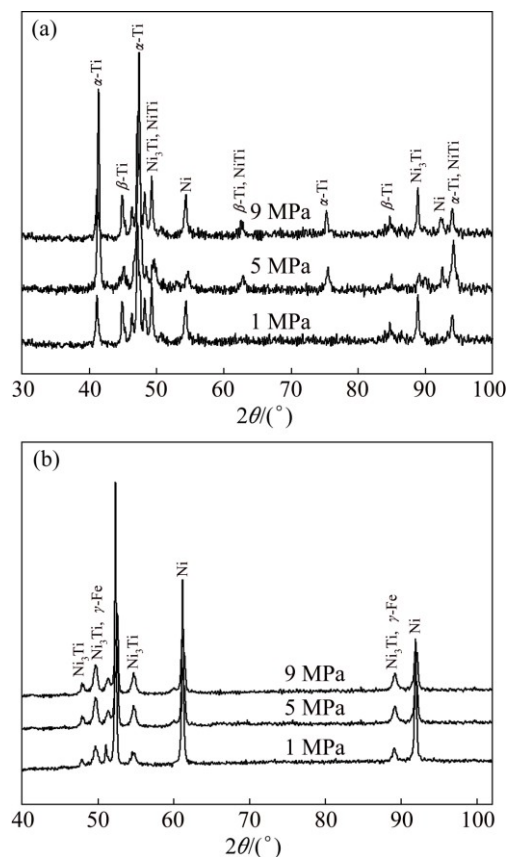 (a)
α-Ti
α-Ti
β-Ti
Ni₃Ti, NiTi
Ni
β-Ti, NiTi
α-Ti
β-Ti
Ni₃Ti
Ni
α-Ti, NiTi
9 MPa
5 MPa
1 MPa
30 40 50 60 70 80 90 100
2θ/(°)
(b)
Ni₃Ti
Ni₃Ti, γ-Fe
Ni₃Ti
Ni
Ni₃Ti, γ-Fe
Ni
9 MPa
5 MPa
1 MPa
40 50 60 70 80 90 100
2θ/(°)